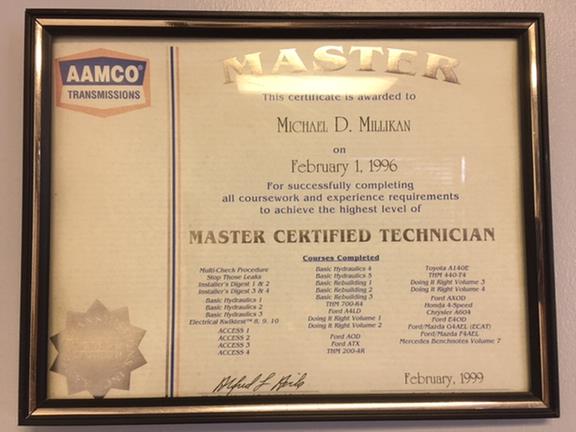 AAMCO
TRANSMISSIONS
MASTER
This certificate is awarded to
Michael D. Millikan
on
February 1, 1996
For successfully completing
all coursework and experience requirements
to achieve the highest level of
MASTER CERTIFIED TECHNICIAN
Courses Completed
Multi-Check Procedure
Stop Those Leaks
Installer's Digest 1 & 2
Installer's Digest 3 & 4
Basic Hydraulics 1
Basic Hydraulics 2
Basic Hydraulics 3
Electrical Kwiktest™ 8, 9, 10
ACCESS 1
ACCESS 2
ACCESS 3
ACCESS 4
Basic Hydraulics 4
Basic Hydraulics 5
Basic Rebuilding 1
Basic Rebuilding 2
Basic Rebuilding 3
THM 700-R4
Ford A4LD
Doing It Right Volume 1
Doing It Right Volume 2
Ford AOD
Ford ATX
THM 200-4R
Toyota A140E
THM 440-T4
Doing It Right Volume 3
Doing It Right Volume 4
Ford AXOD
Honda 4-Speed
Chrysler A604
Ford E4OD
Ford/Mazda G4AEL (ECAT)
Ford/Mazda F4AEL
Mercedes Benchnotes Volume 7
February, 1999